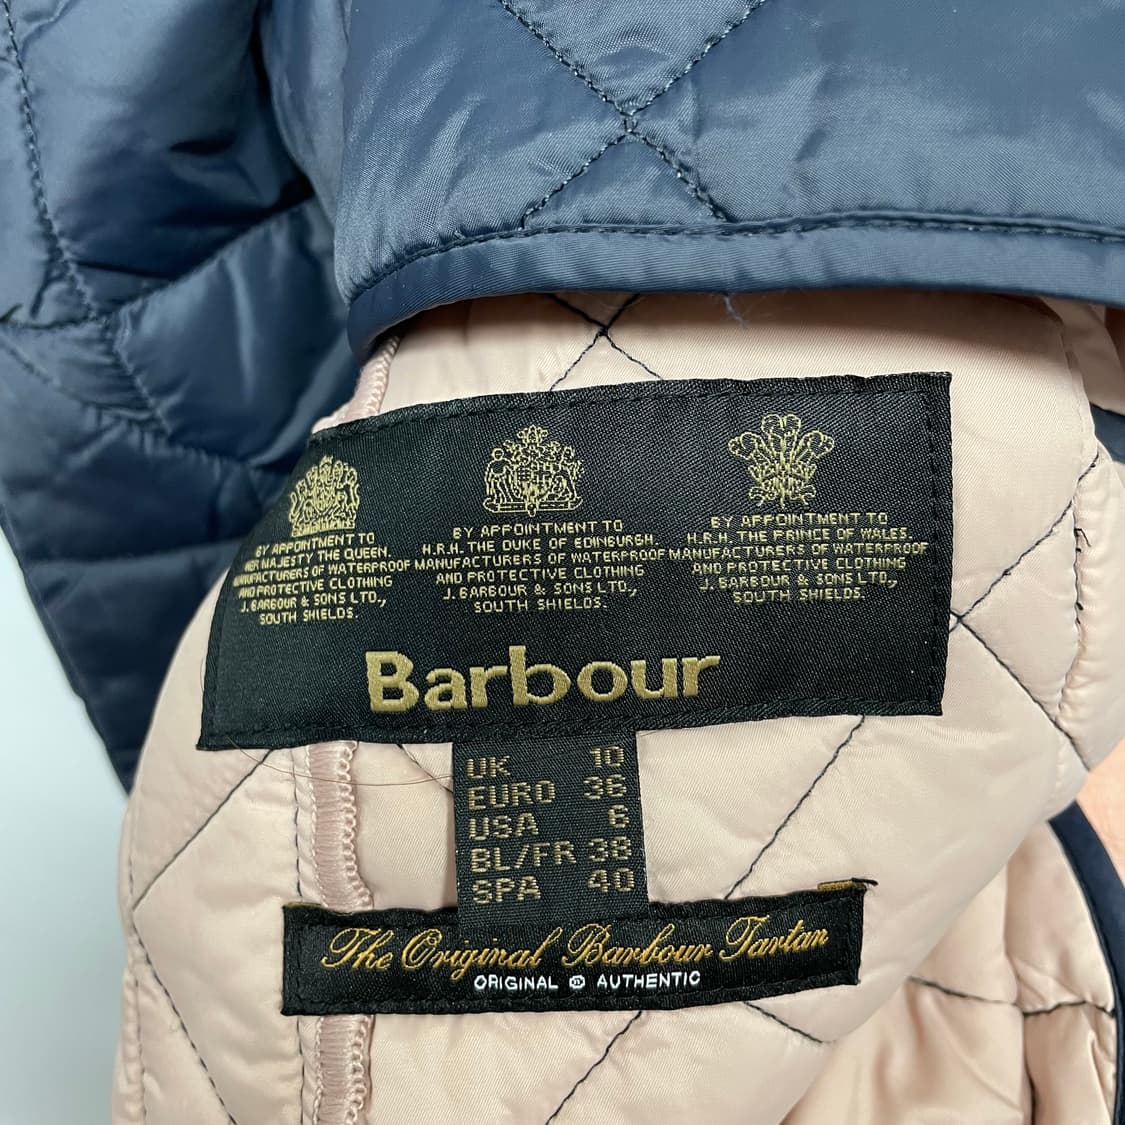 BY APPOINTMENT TO
HER MAJESTY THE QUEEN.
MANUFACTURERS OF WATERPROOF
AND PROTECTIVE CLOTHING
J. BARBOUR & SONS LTD.,
SOUTH SHIELDS.
BY APPOINTMENT TO
H.R.H. THE DUKE OF EDINBURGH.
MANUFACTURERS OF WATERPROOF
AND PROTECTIVE CLOTHING
J. BARBOUR & SONS LTD.,
SOUTH SHIELDS.
BY APPOINTMENT TO
H.R.H. THE PRINCE OF WALES.
MANUFACTURERS OF WATERPROOF
AND PROTECTIVE CLOTHING
J. BARBOUR & SONS LTD.,
SOUTH SHIELDS.
Barbour
UK 10
EURO 36
USA 6
BL/FR 38
SPA 40
The Original Barbour Tartan
ORIGINAL AUTHENTIC